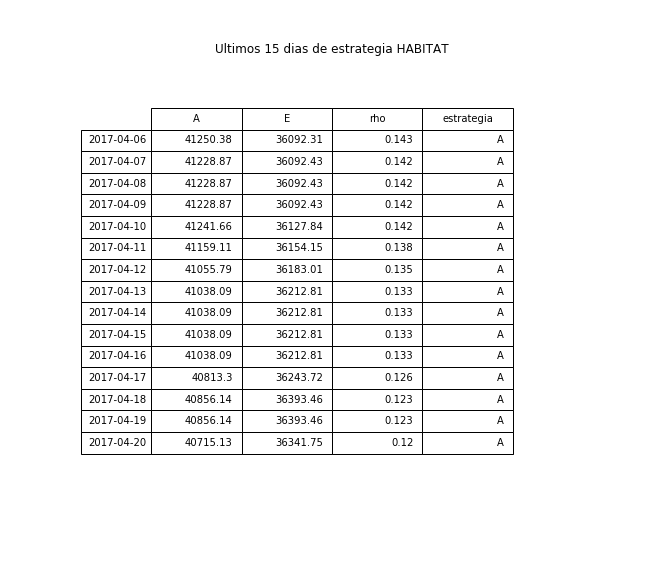 Ultimos 15 dias de estrategia HABITAT
A E rho estrategia
2017-04-06 41250.38 36092.31 0.143 A
2017-04-07 41228.87 36092.43 0.142 A
2017-04-08 41228.87 36092.43 0.142 A
2017-04-09 41228.87 36092.43 0.142 A
2017-04-10 41241.66 36127.84 0.142 A
2017-04-11 41159.11 36154.15 0.138 A
2017-04-12 41055.79 36183.01 0.135 A
2017-04-13 41038.09 36212.81 0.133 A
2017-04-14 41038.09 36212.81 0.133 A
2017-04-15 41038.09 36212.81 0.133 A
2017-04-16 41038.09 36212.81 0.133 A
2017-04-17 40813.3 36243.72 0.126 A
2017-04-18 40856.14 36393.46 0.123 A
2017-04-19 40856.14 36393.46 0.123 A
2017-04-20 40715.13 36341.75 0.12 A